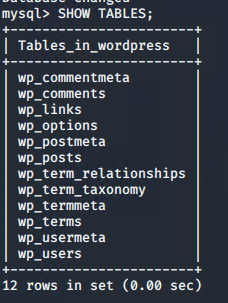 Database changed
mysql> SHOW TABLES;
+-----------------------+
| Tables_in_wordpress   |
+-----------------------+
| wp_commentmeta        |
| wp_comments           |
| wp_links              |
| wp_options            |
| wp_postmeta           |
| wp_posts              |
| wp_term_relationships |
| wp_term_taxonomy      |
| wp_termmeta           |
| wp_terms              |
| wp_usermeta           |
| wp_users              |
+-----------------------+
12 rows in set (0.00 sec)